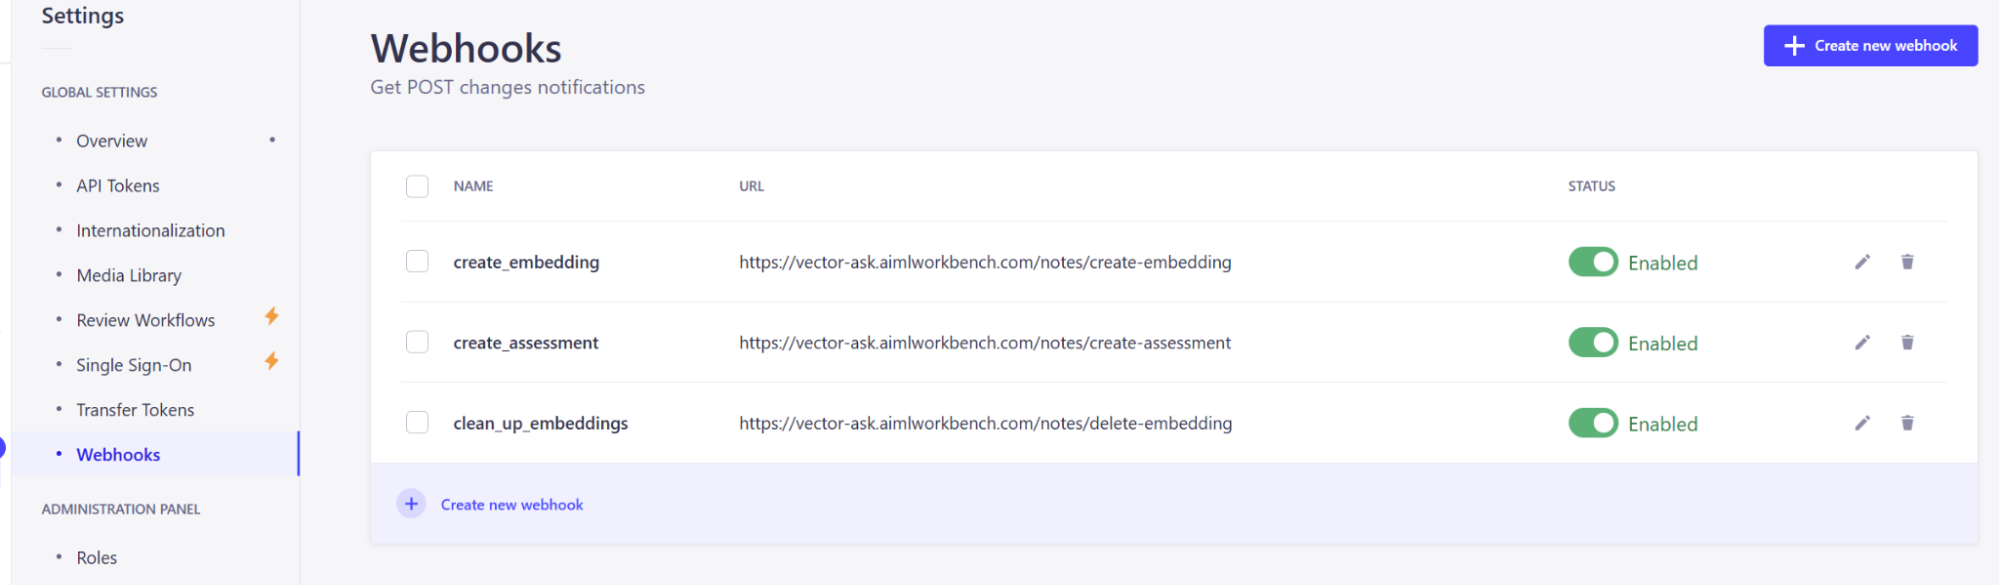 Settings
GLOBAL SETTINGS
Overview
API Tokens
Internationalization
Media Library
Review Workflows
Single Sign-On
Transfer Tokens
Webhooks
ADMINISTRATION PANEL
Roles
Webhooks
Get POST changes notifications
Create new webhook
NAME URL STATUS
create_embedding https://vector-ask.aimlworkbench.com/notes/create-embedding Enabled
create_assessment https://vector-ask.aimlworkbench.com/notes/create-assessment Enabled
clean_up_embeddings https://vector-ask.aimlworkbench.com/notes/delete-embedding Enabled
Create new webhook